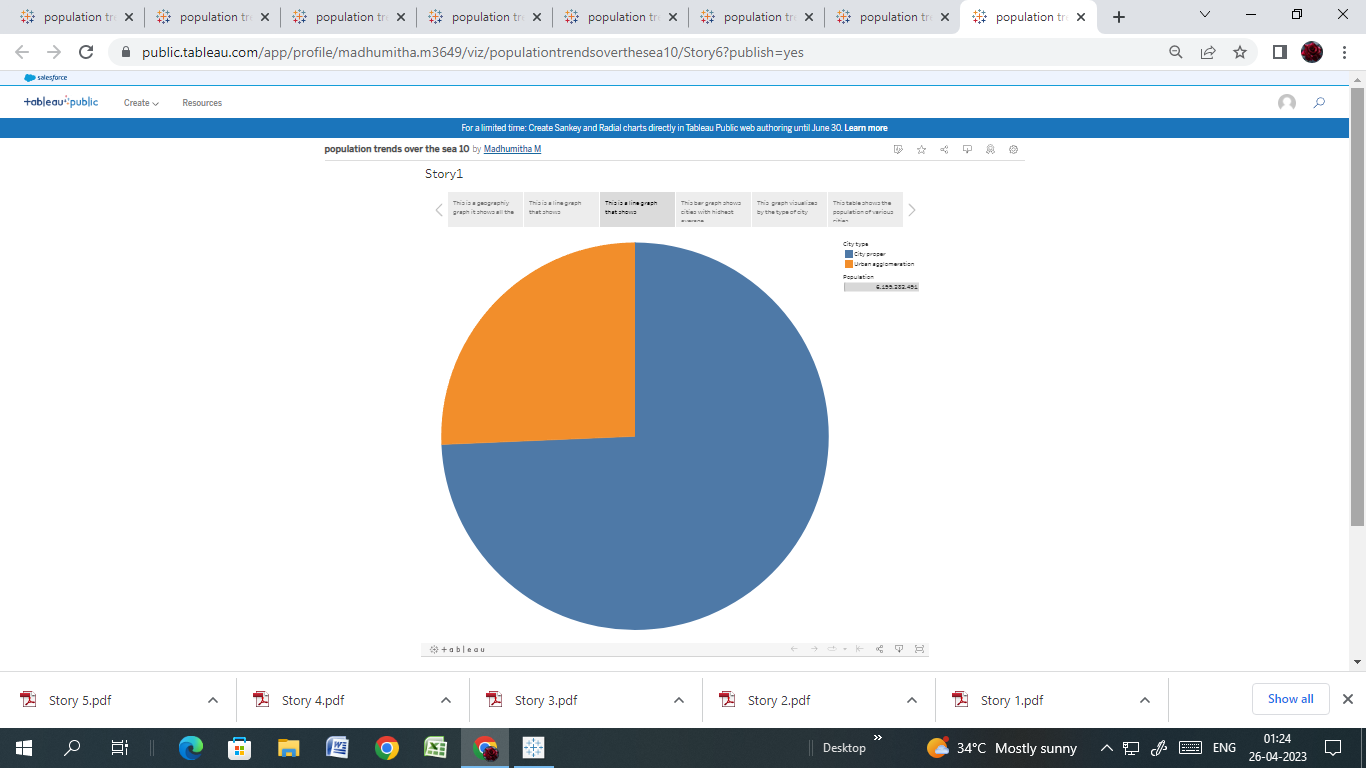 population tr
population tr
population tr
population tr
population tr
population tr
population tr
population tr
public.tableau.com/app/profile/madhumitha.m3649/viz/populationtrendsoverthesea10/Story6?publish=yes
salesforce
+ableau public
Create
Resources
For a limited time: Create Sankey and Radial charts directly in Tableau Public web authoring until June 30. Learn more
population trends over the sea 10 by Madhumitha M
Story1
This is a geography
graph it shows all the
This is a line graph
that shows
This is a line graph
that shows
This bar graph shows
cities with highest
This graph visualizes
by the type of city
This table shows the
population of various
cities
City type
City proper
Urban agglomeration
Population
+ a b l e a u
Story 5.pdf
Story 4.pdf
Story 3.pdf
Story 2.pdf
Story 1.pdf
Show all
Desktop
34°C Mostly sunny
ENG
01:24
26-04-2023